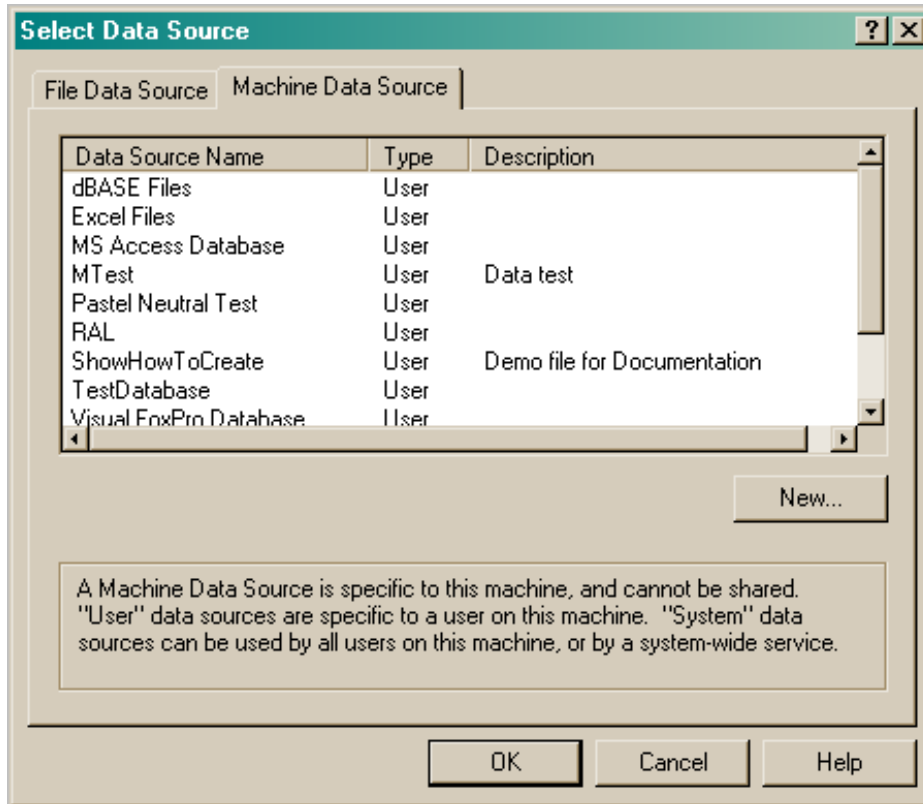 Select Data Source
File Data Source Machine Data Source
Data Source Name Type Description
dBASE Files User
Excel Files User
MS Access Database User
MTest User Data test
Pastel Neutral Test User
RAL User
ShowHowToCreate User Demo file for Documentation
TestDatabase User
Visual FoxPro Database User
New...
A Machine Data Source is specific to this machine, and cannot be shared.
"User" data sources are specific to a user on this machine. "System" data
sources can be used by all users on this machine, or by a system-wide service.
OK Cancel Help